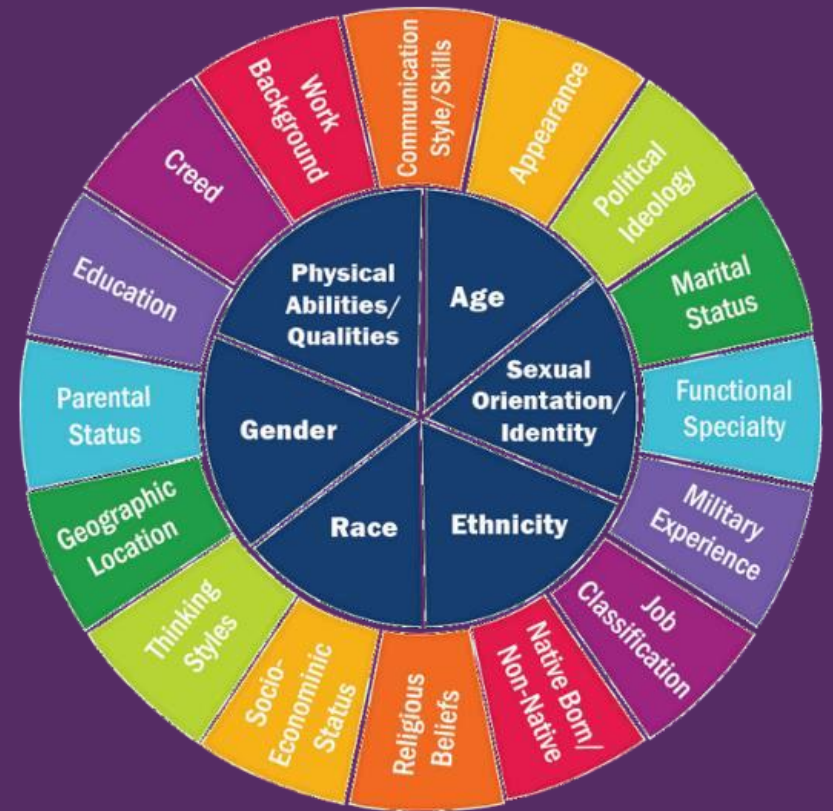 Communication
Style/Skills
Appearance
Political
Ideology
Marital
Status
Functional
Specialty
Military
Experience
Job
Classification
Native Born/
Non-Native
Religious
Beliefs
Socio-
Econominic
Status
Thinking
Styles
Geographic
Location
Parental
Status
Education
Creed
Work
Background
Physical
Abilities/
Qualities
Age
Sexual
Orientation/
Identity
Ethnicity
Race
Gender